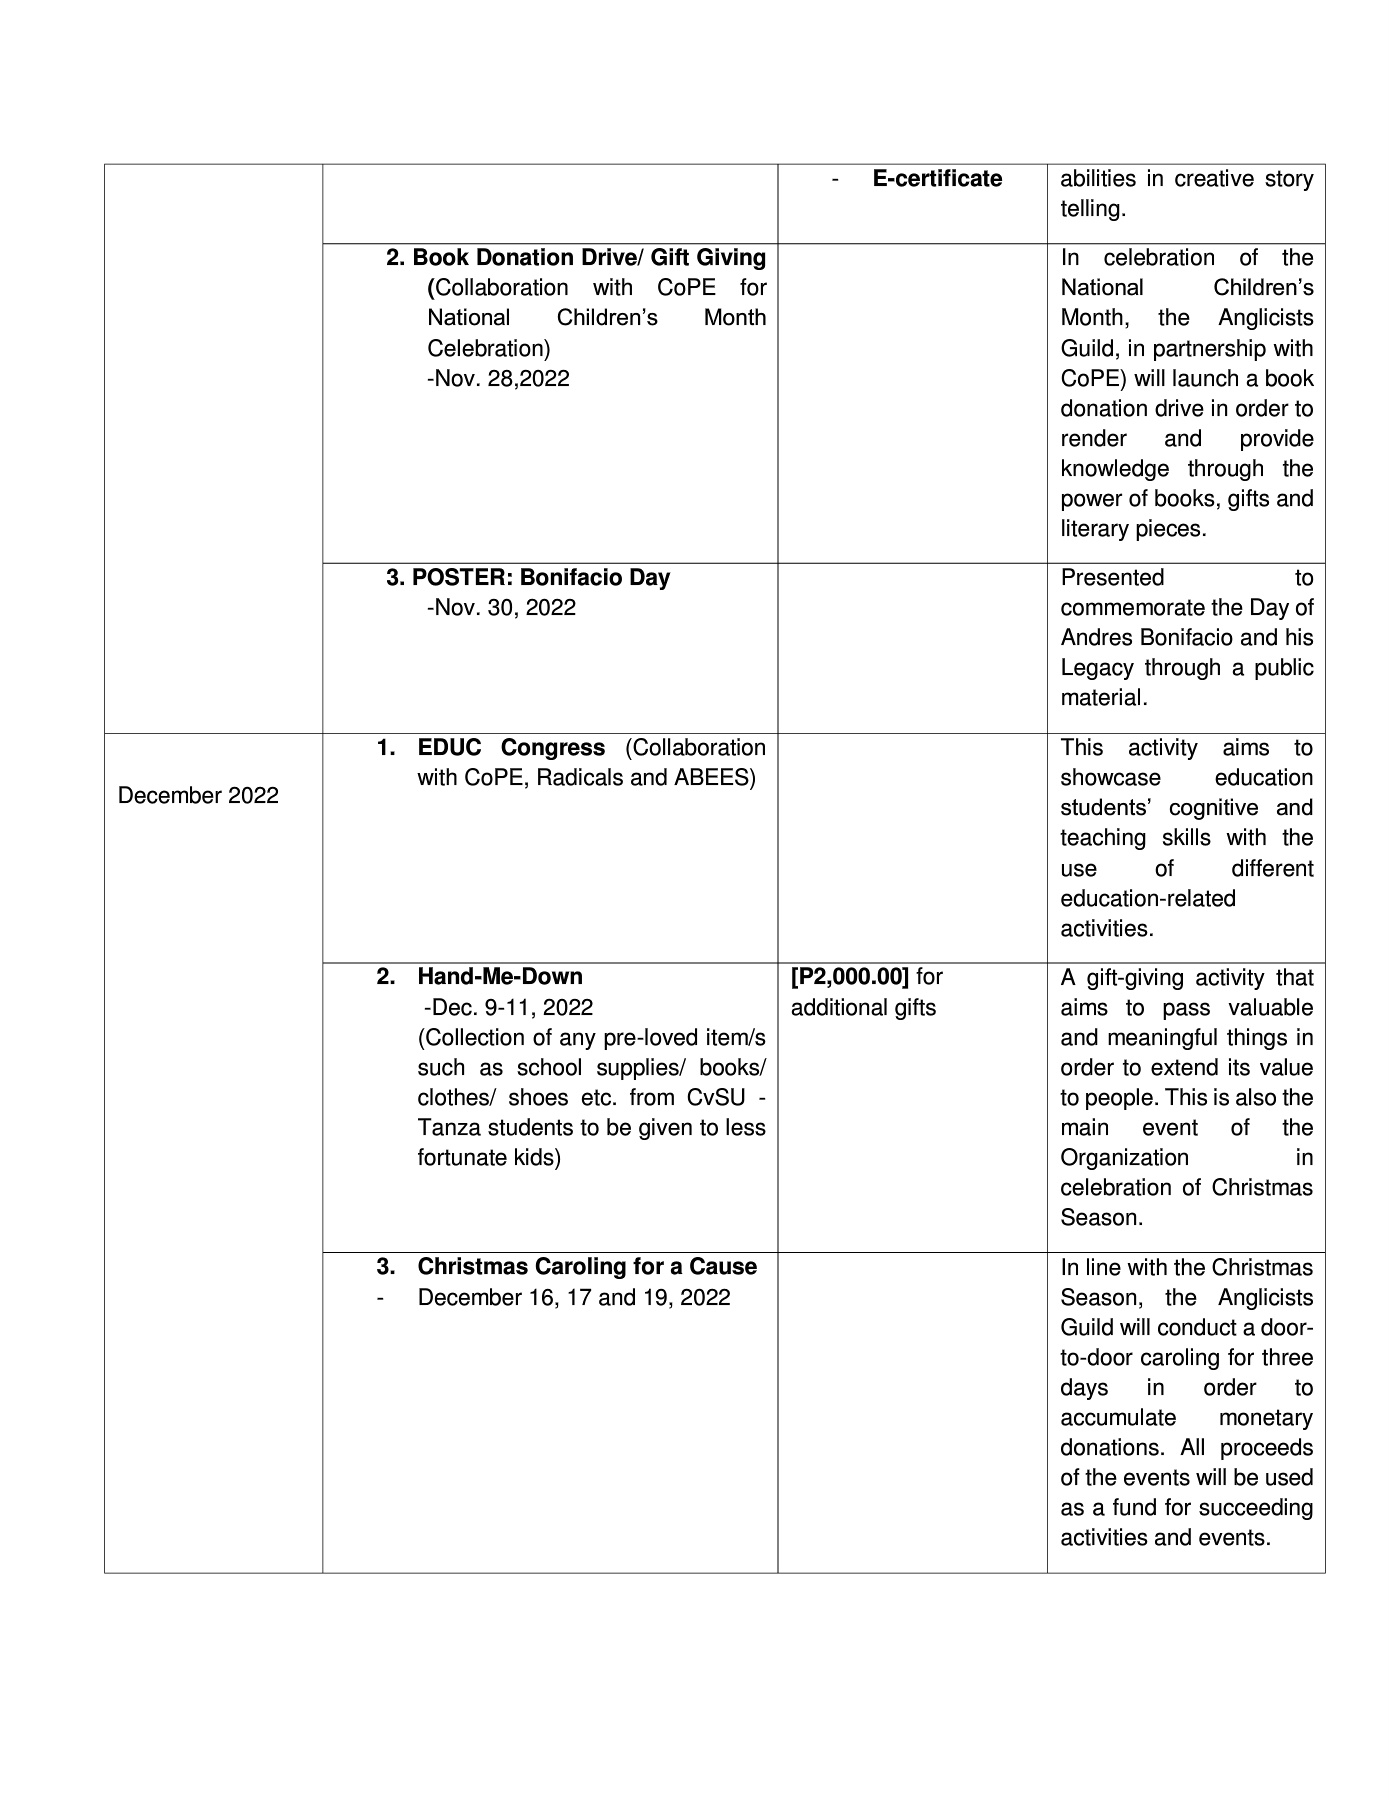 - E-certificate
abilities in creative story
telling.
2. Book Donation Drive/ Gift Giving
(Collaboration with CoPE for
National Children’s Month
Celebration)
-Nov. 28,2022
In celebration of the
National Children’s
Month, the Anglicists
Guild, in partnership with
CoPE) will launch a book
donation drive in order to
render and provide
knowledge through the
power of books, gifts and
literary pieces.
3. POSTER: Bonifacio Day
-Nov. 30, 2022
Presented to
commemorate the Day of
Andres Bonifacio and his
Legacy through a public
material.
December 2022
1. EDUC Congress (Collaboration
with CoPE, Radicals and ABEES)
This activity aims to
showcase education
students’ cognitive and
teaching skills with the
use of different
education-related
activities.
2. Hand-Me-Down
-Dec. 9-11, 2022
(Collection of any pre-loved item/s
such as school supplies/ books/
clothes/ shoes etc. from CvSU -
Tanza students to be given to less
fortunate kids)
[P2,000.00] for
additional gifts
A gift-giving activity that
aims to pass valuable
and meaningful things in
order to extend its value
to people. This is also the
main event of the
Organization in
celebration of Christmas
Season.
3. Christmas Caroling for a Cause
- December 16, 17 and 19, 2022
In line with the Christmas
Season, the Anglicists
Guild will conduct a door-
to-door caroling for three
days in order to
accumulate monetary
donations. All proceeds
of the events will be used
as a fund for succeeding
activities and events.